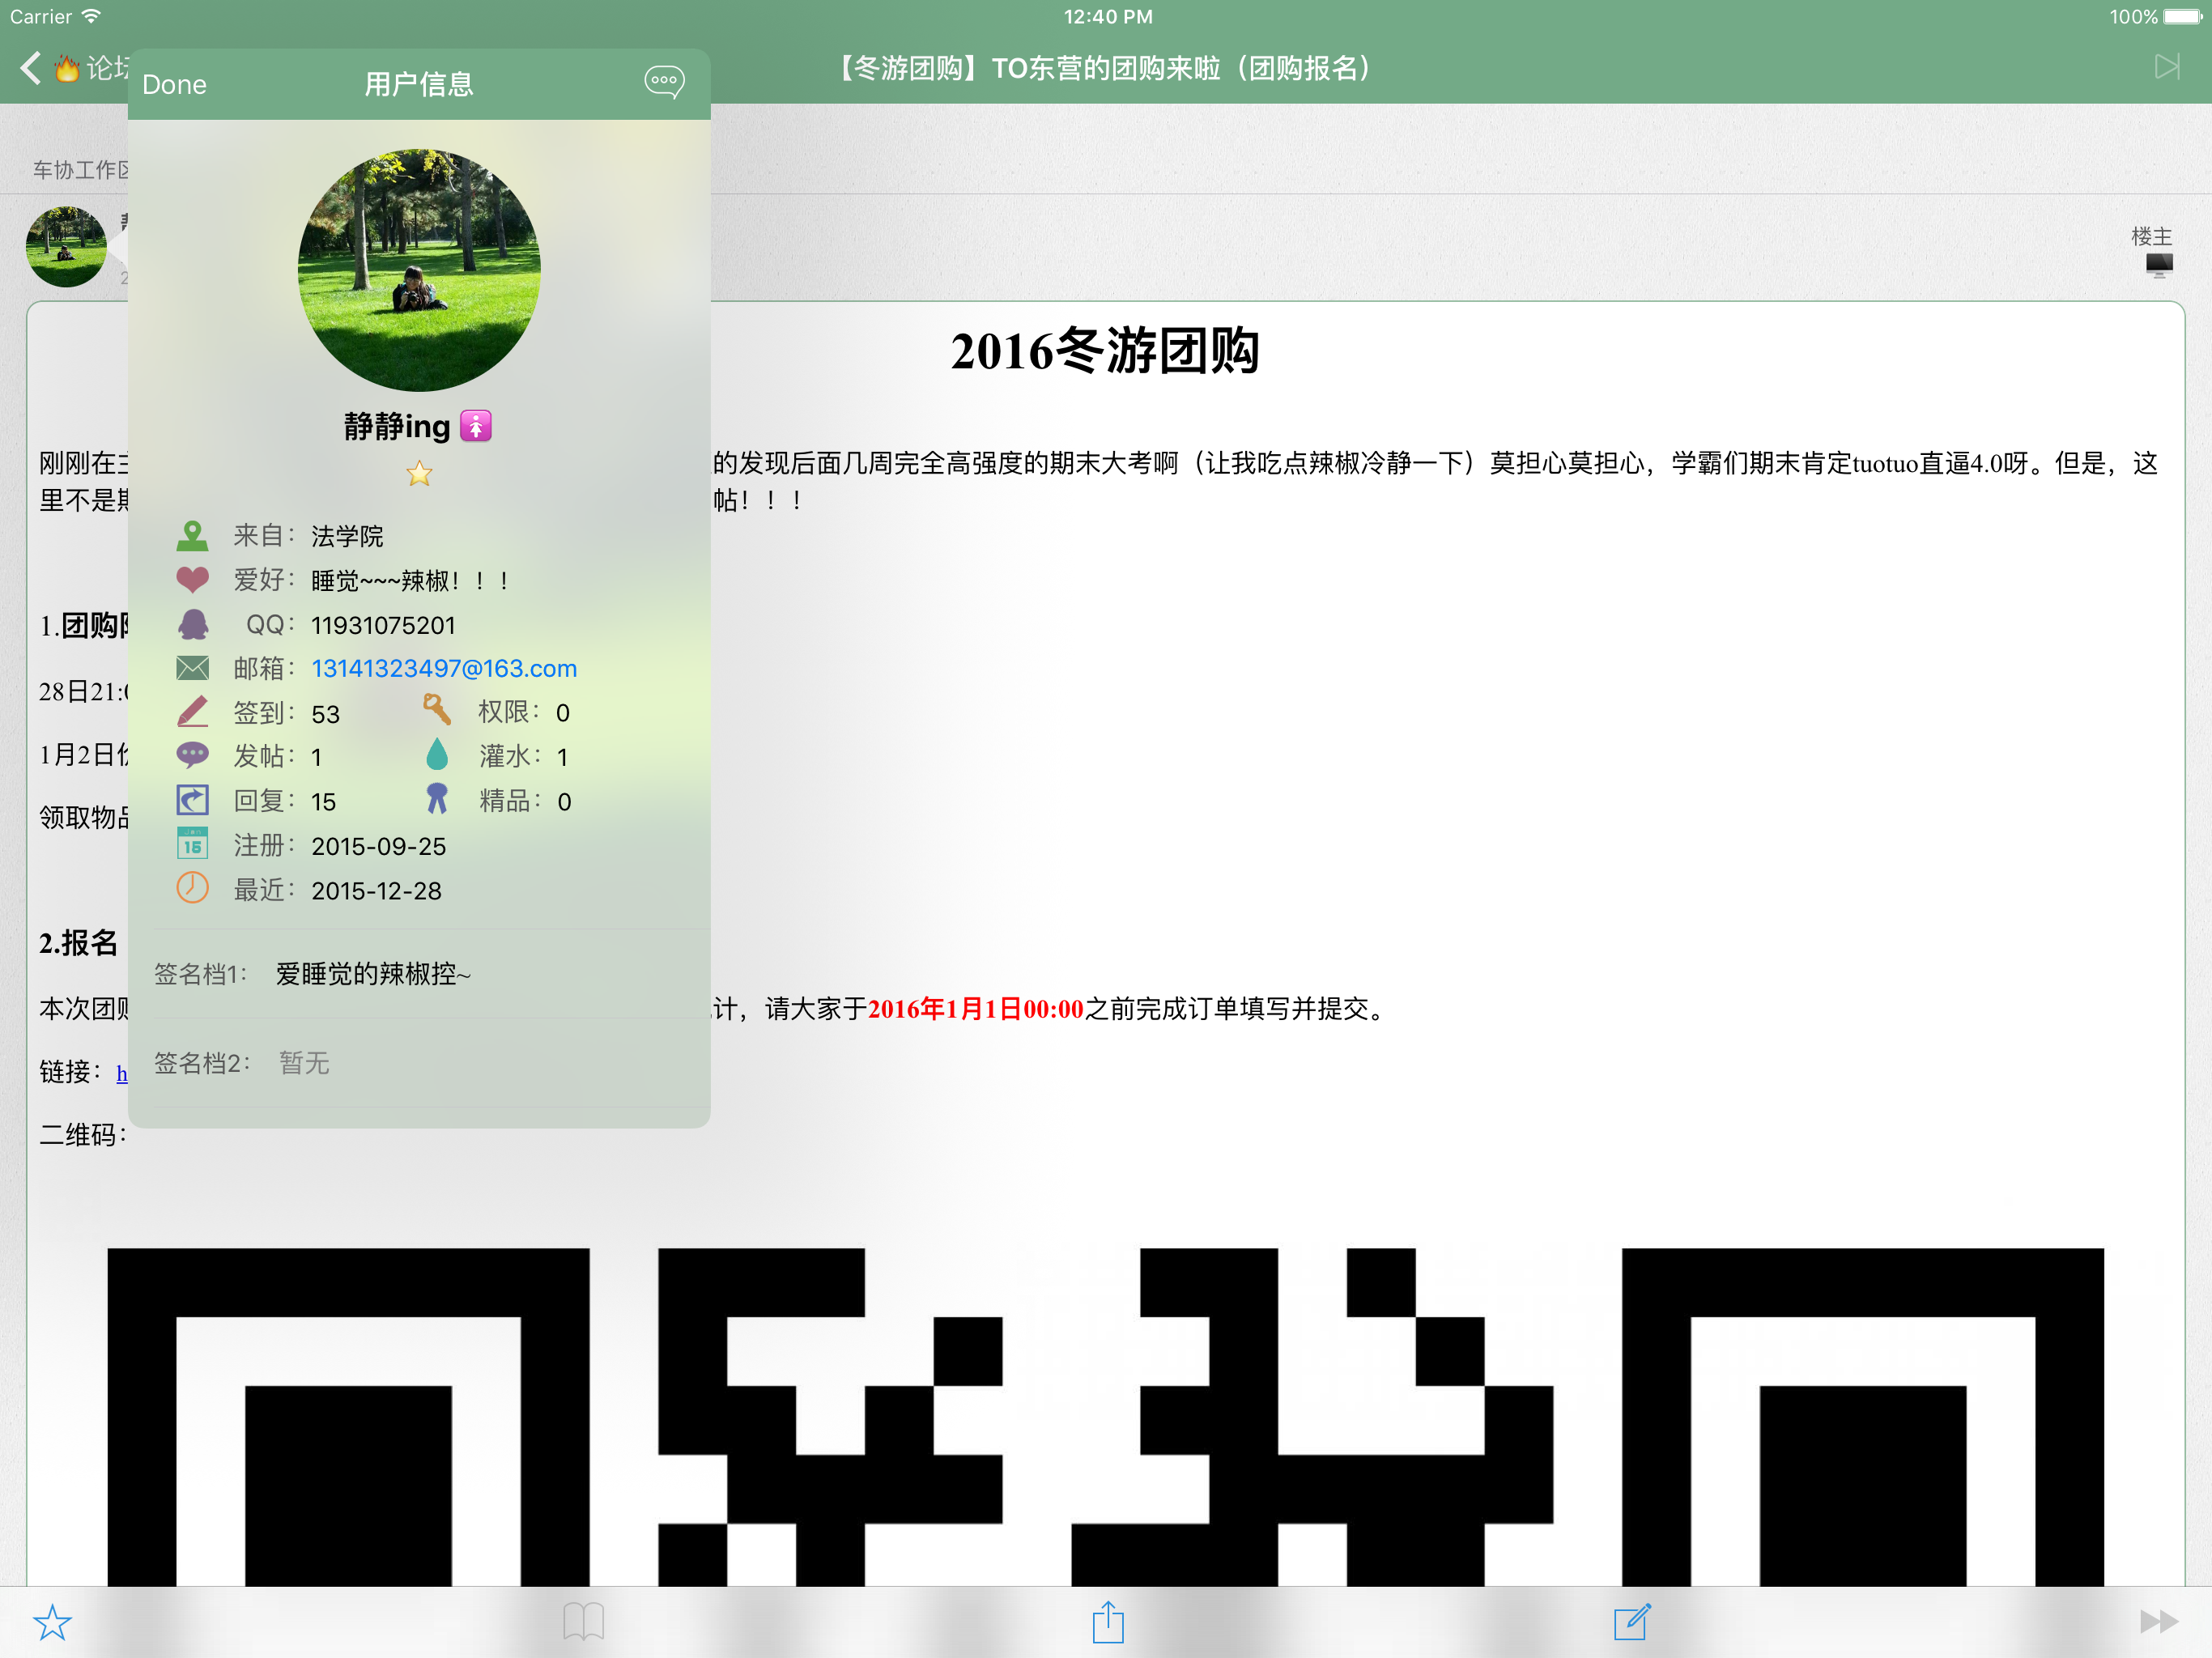 Carrier 12:40 PM 100%
论坛 【冬游团购】TO东营的团购来啦（团购报名）
Done 用户信息
车协工作区
楼主
2016冬游团购
静静ing
刚刚在 的发现后面几周完全高强度的期末大考啊（让我吃点辣椒冷静一下）莫担心莫担心，学霸们期末肯定tuotuo直逼4.0呀。但是，这
里不是 帖！！！
来自：法学院
爱好：睡觉~~~辣椒！！！
QQ：11931075201
邮箱：13141323497@163.com
签到：53 权限：0
发帖：1 灌水：1
回复：15 精品：0
注册：2015-09-25
最近：2015-12-28
签名档1： 爱睡觉的辣椒控~
签名档2： 暂无
1.团购
28日21:
1月2日
领取物品
2.报名
本次团购 计，请大家于2016年1月1日00:00之前完成订单填写并提交。
链接：h
二维码：